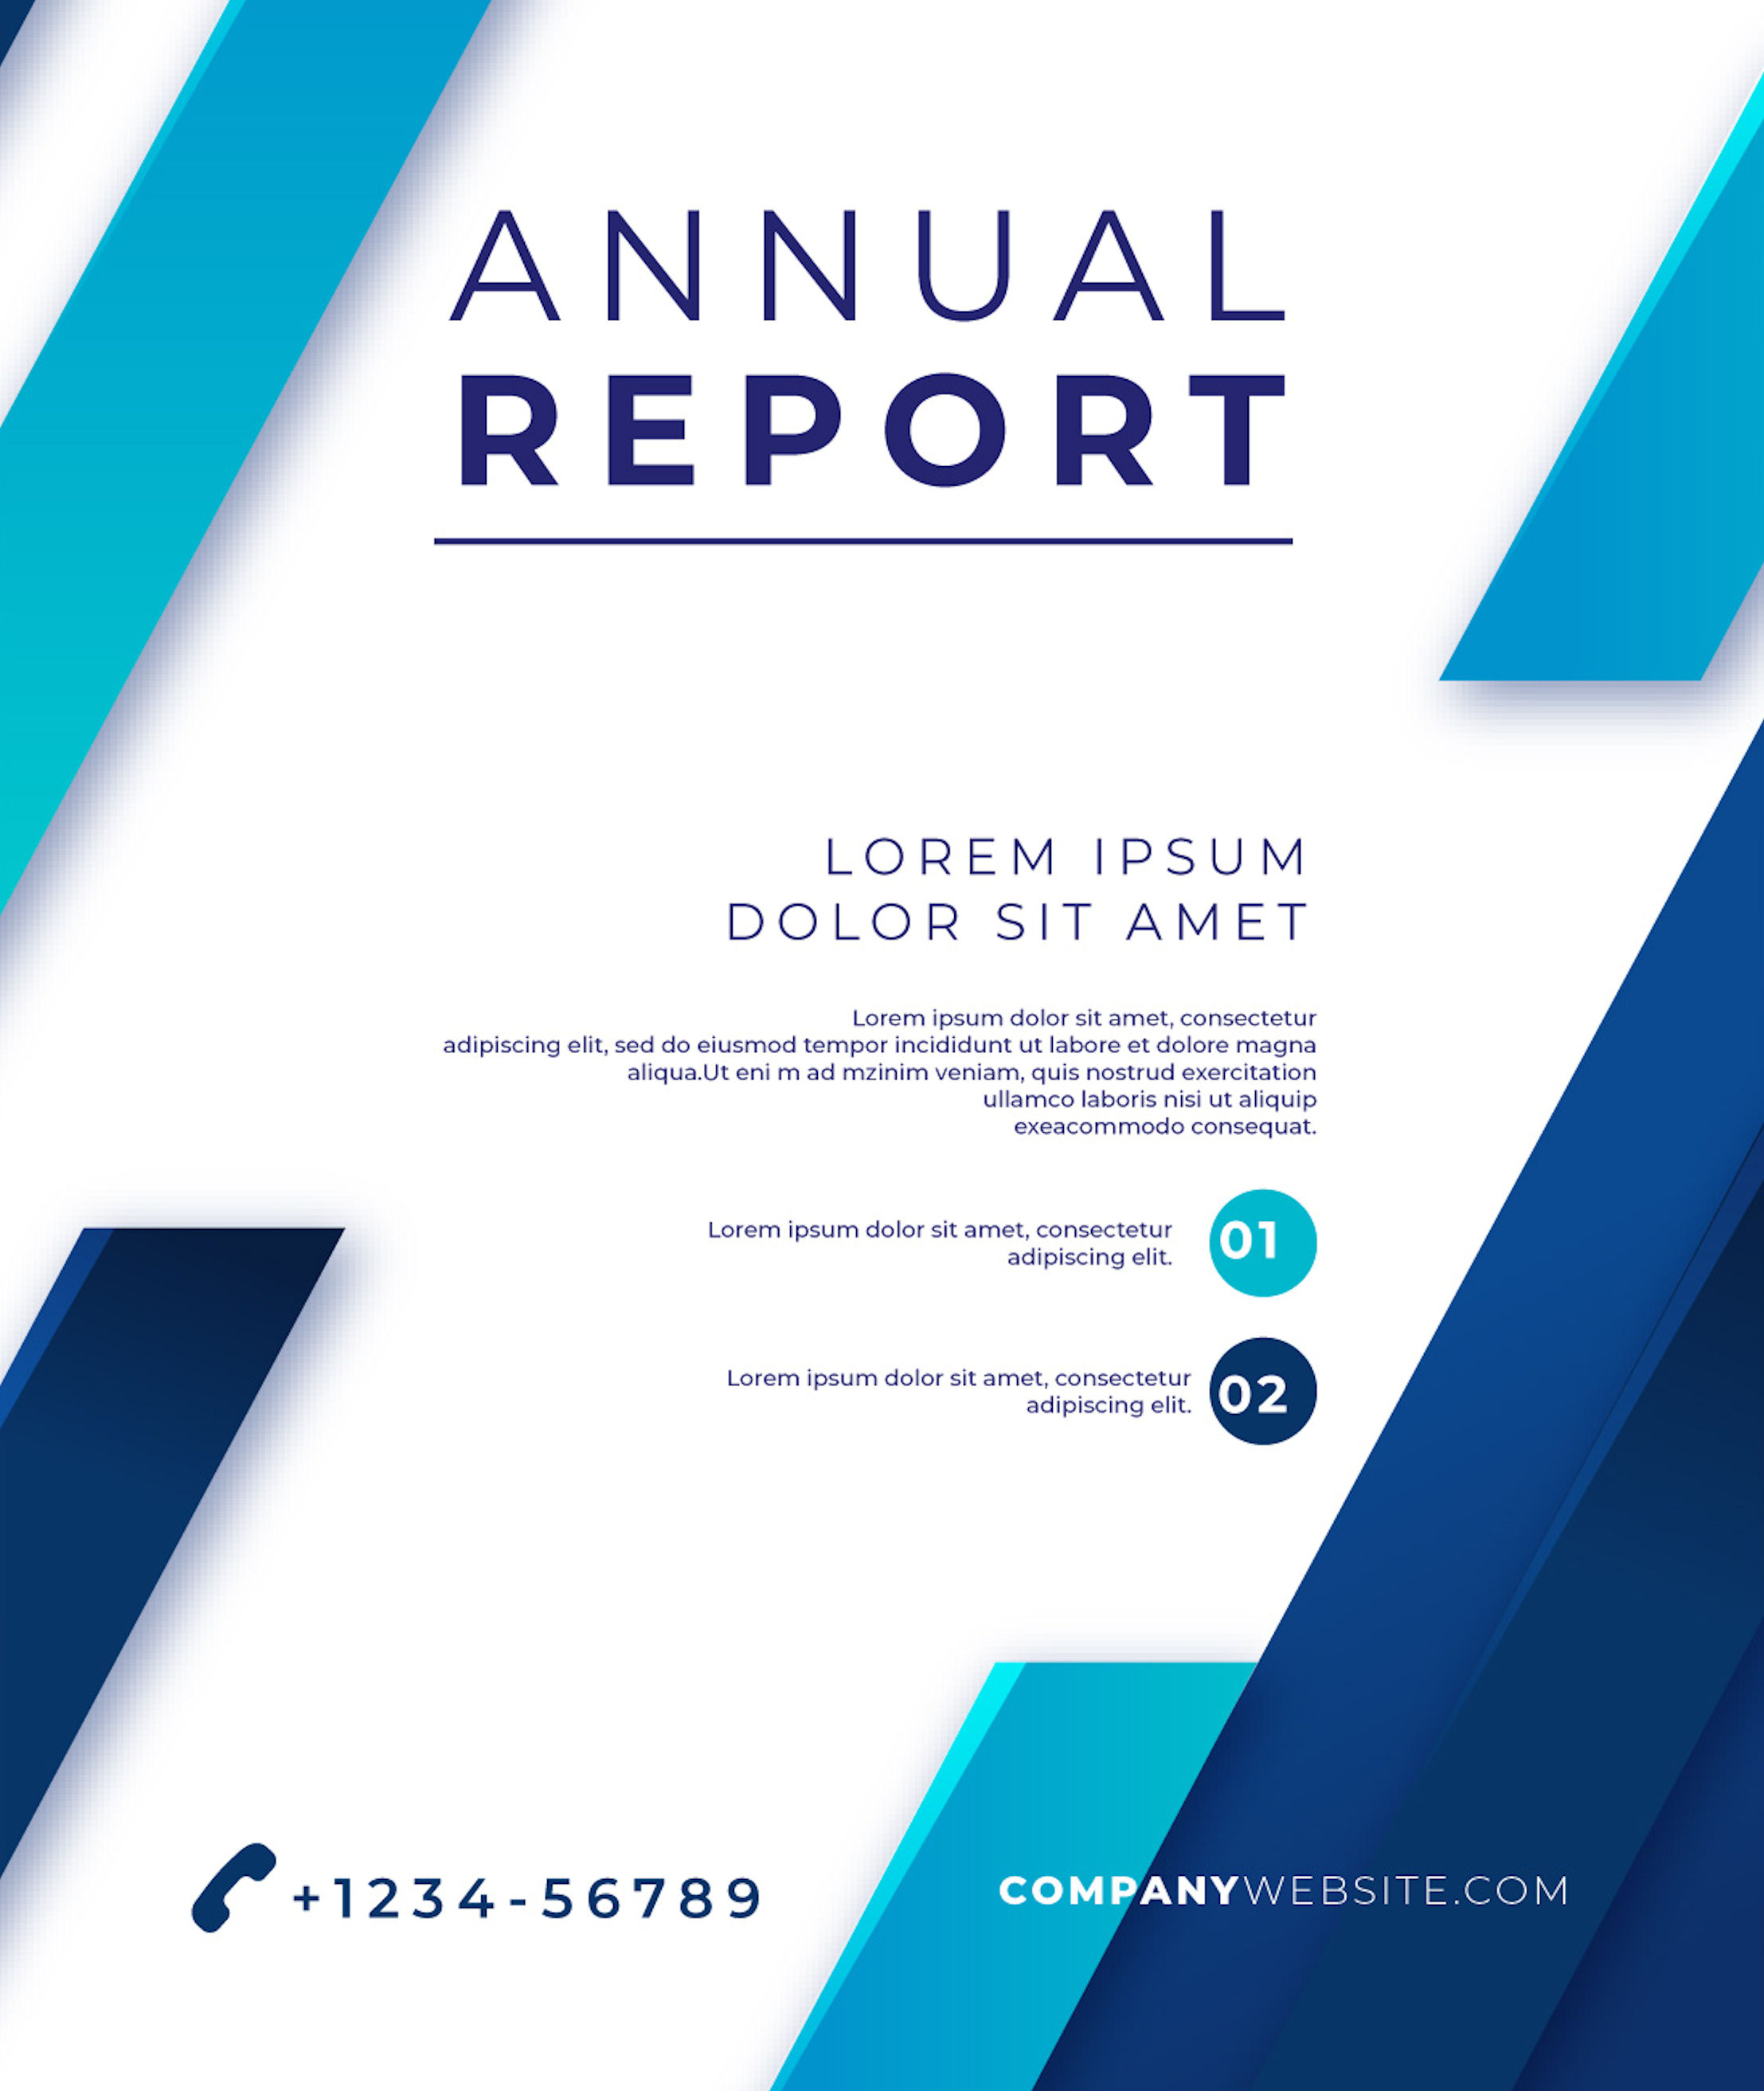 ANNUAL
REPORT
LOREM IPSUM
DOLOR SIT AMET
Lorem ipsum dolor sit amet, consectetur
adipiscing elit, sed do eiusmod tempor incididunt ut labore et dolore magna
aliqua.Ut eni m ad mzinim veniam, quis nostrud exercitation
ullamco laboris nisi ut aliquip
exeacommodo consequat.
Lorem ipsum dolor sit amet, consectetur
adipiscing elit.
01
Lorem ipsum dolor sit amet, consectetur
adipiscing elit.
02
+1234-56789
COMPANYWEBSITE.COM